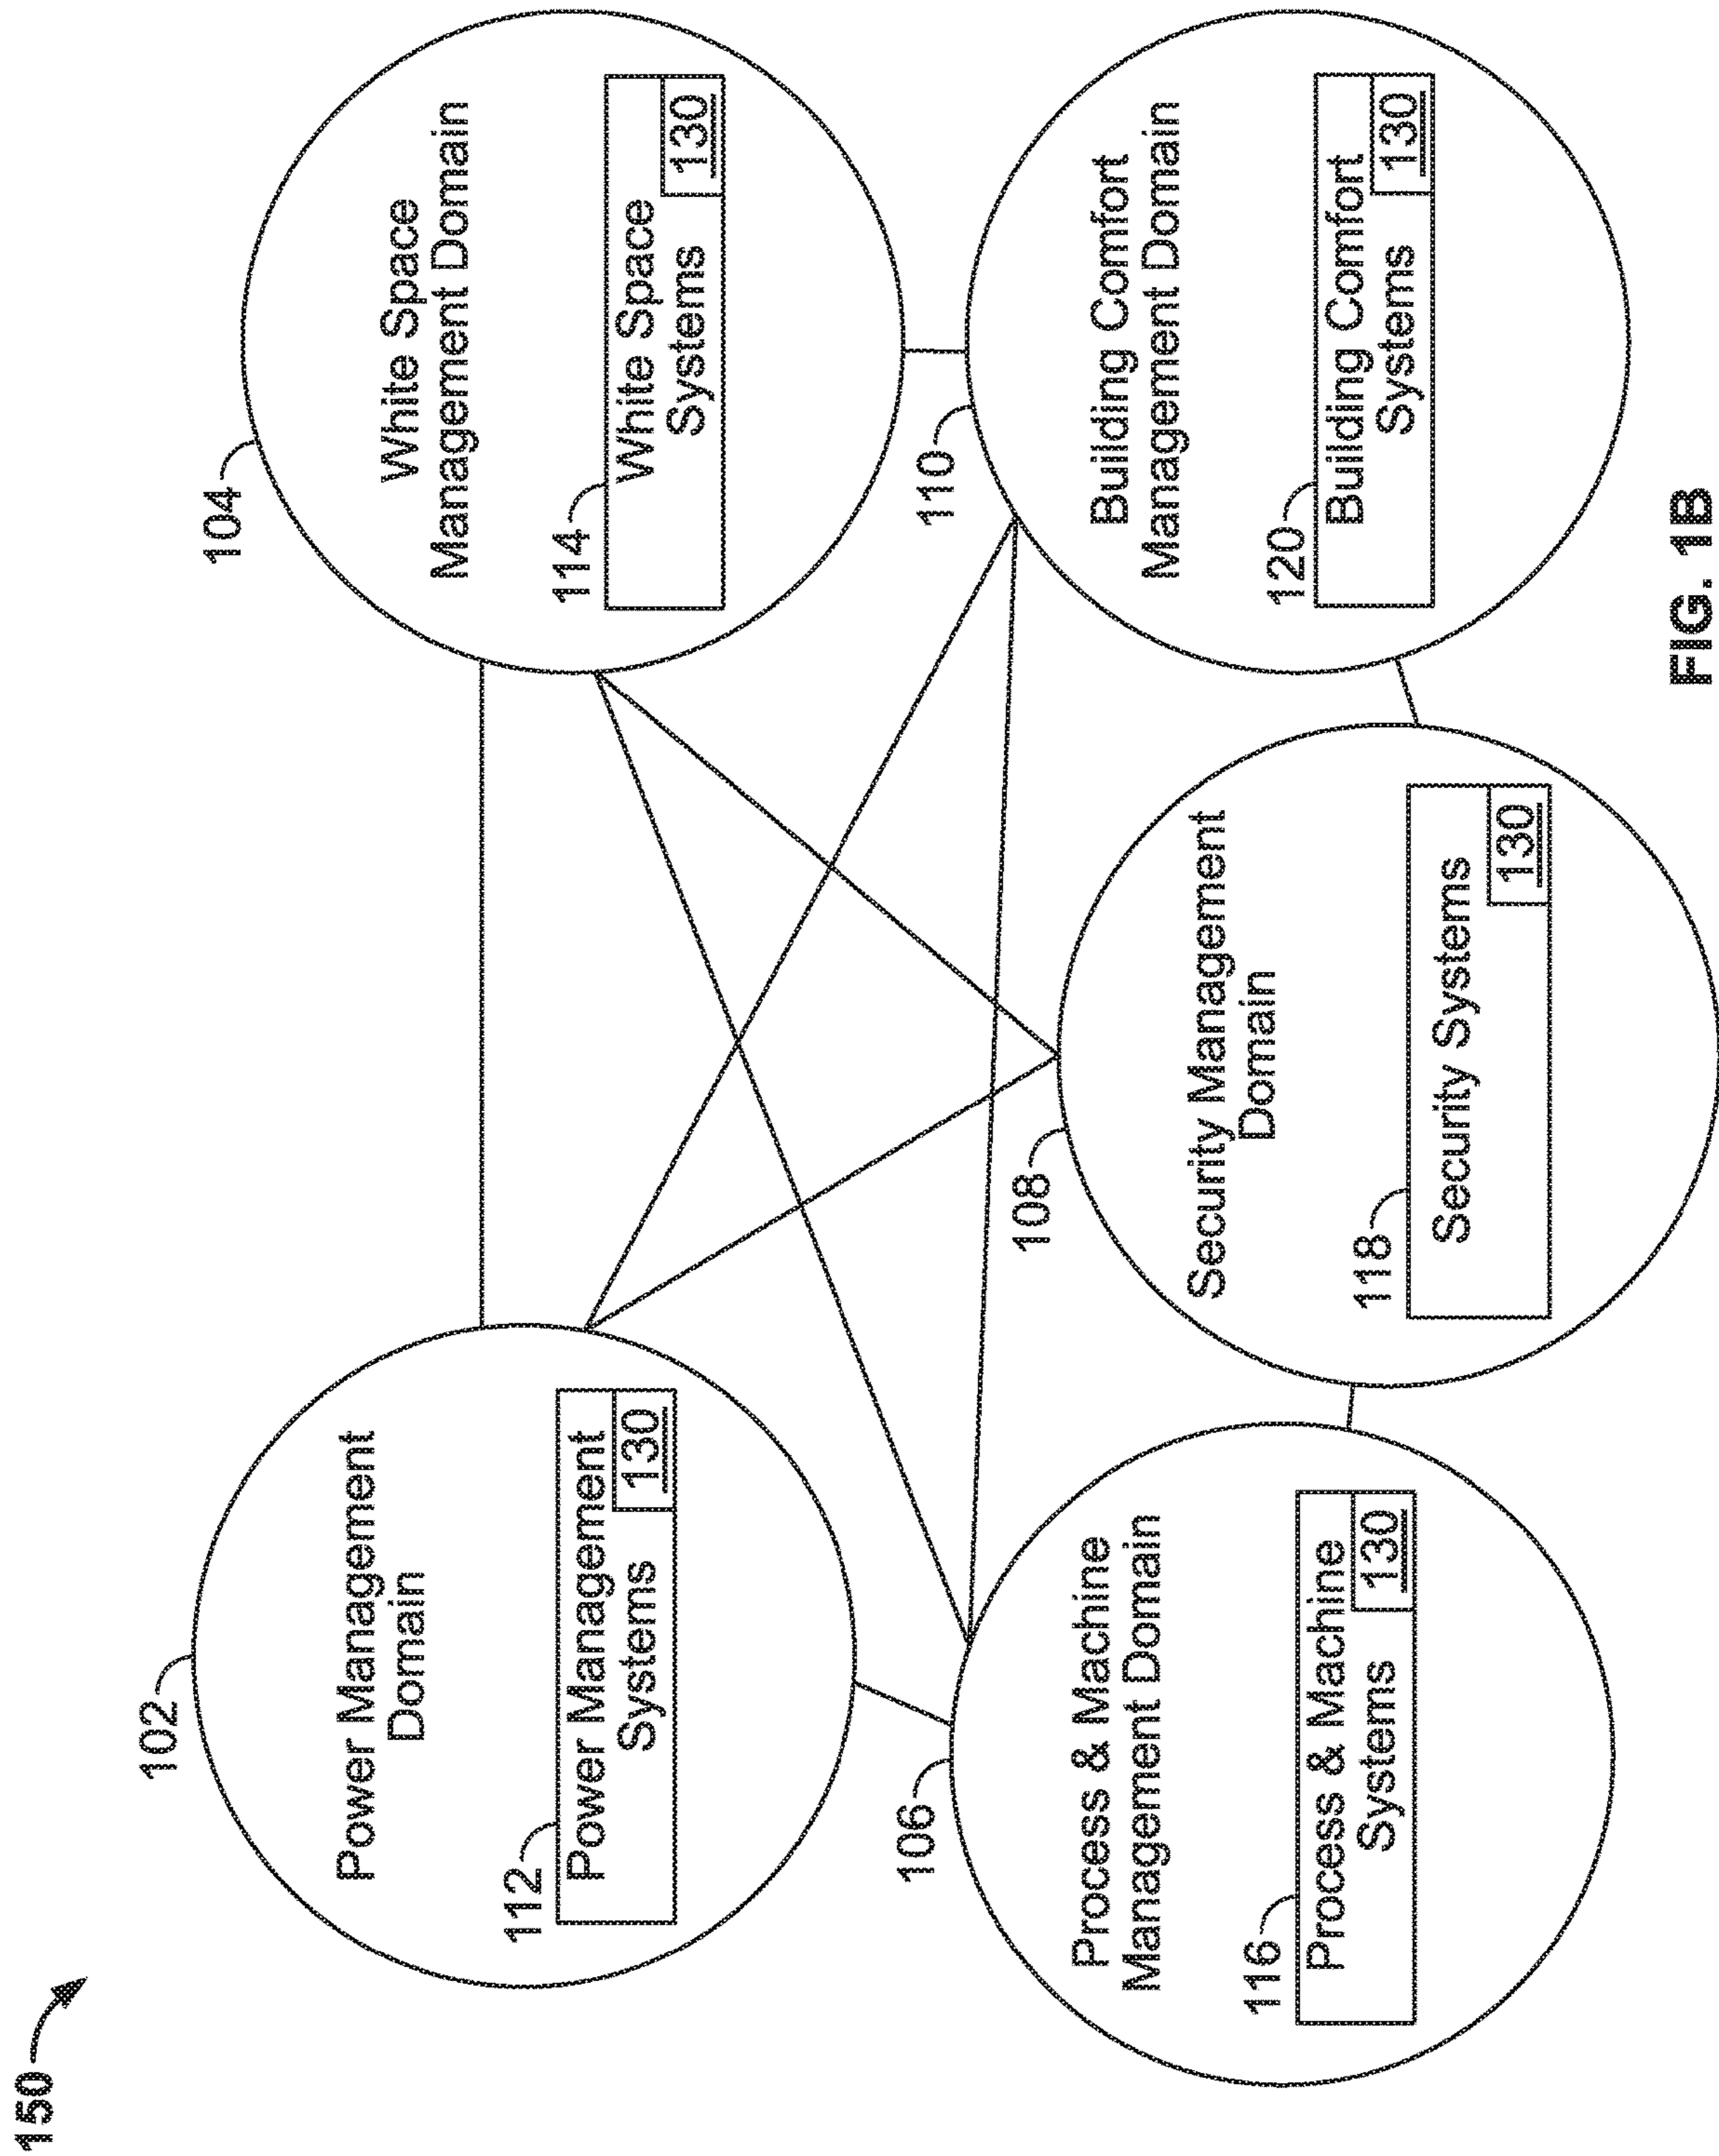 150
102
Power Management
Domain
112
Power Management
Systems
130
104
White Space
Management Domain
114
White Space
Systems
130
106
Process & Machine
Management Domain
116
Process & Machine
Systems
130
108
Security Management
Domain
118
Security Systems
130
110
Building Comfort
Management Domain
120
Building Comfort
Systems
130
FIG. 1B